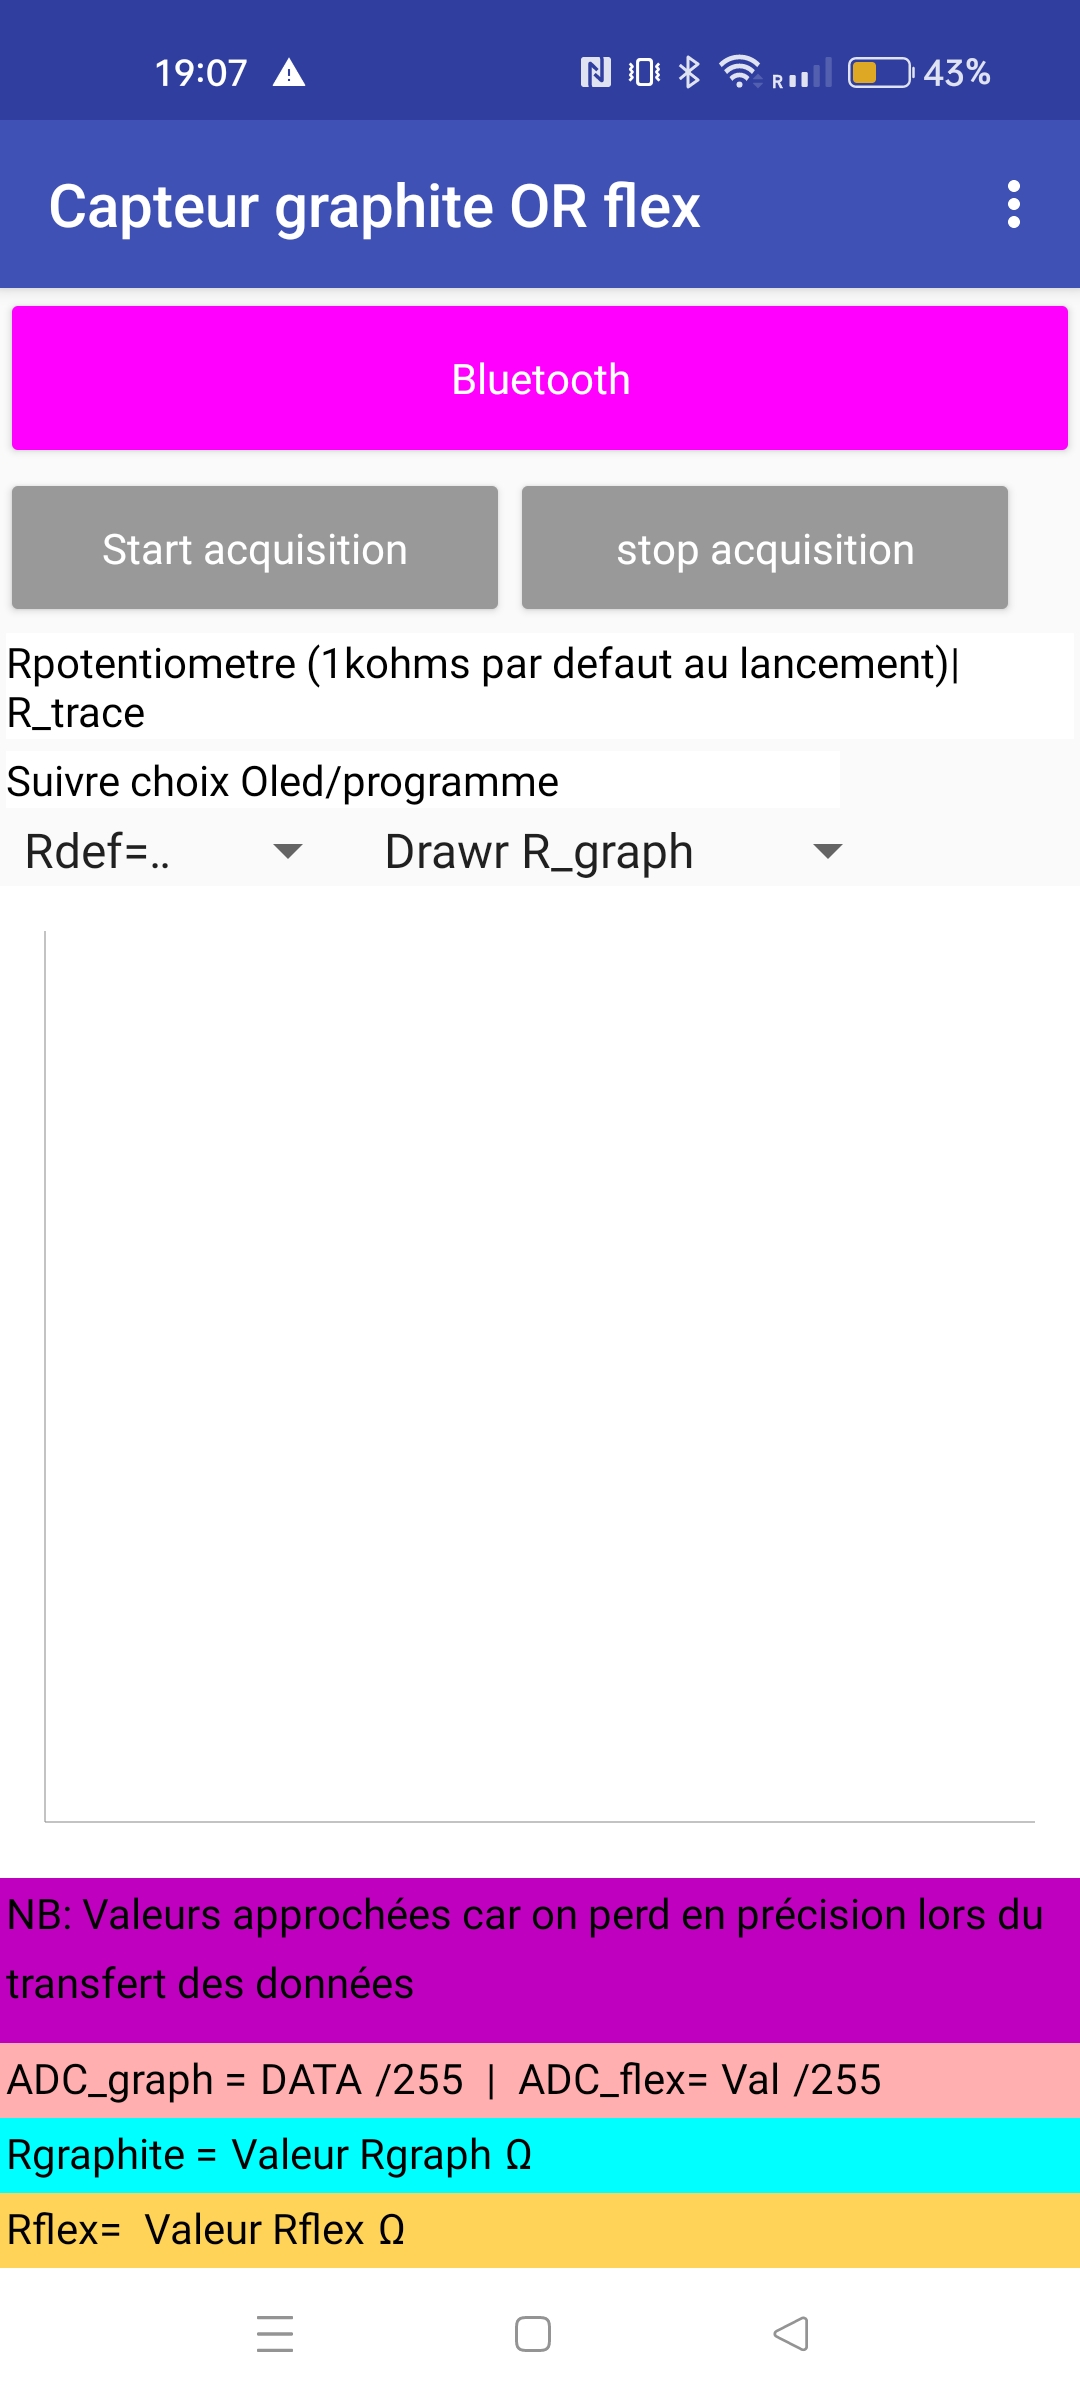 19:07
R
43%
Capteur graphite OR flex
Bluetooth
Start acquisition
stop acquisition
Rpotentiometre (1kohms par defaut au lancement)|
R_trace
Suivre choix Oled/programme
Rdef=..
Drawr R_graph
NB: Valeurs approchées car on perd en précision lors du
transfert des données
ADC_graph = DATA /255 | ADC_flex= Val /255
Rgraphite = Valeur Rgraph Ω
Rflex= Valeur Rflex Ω